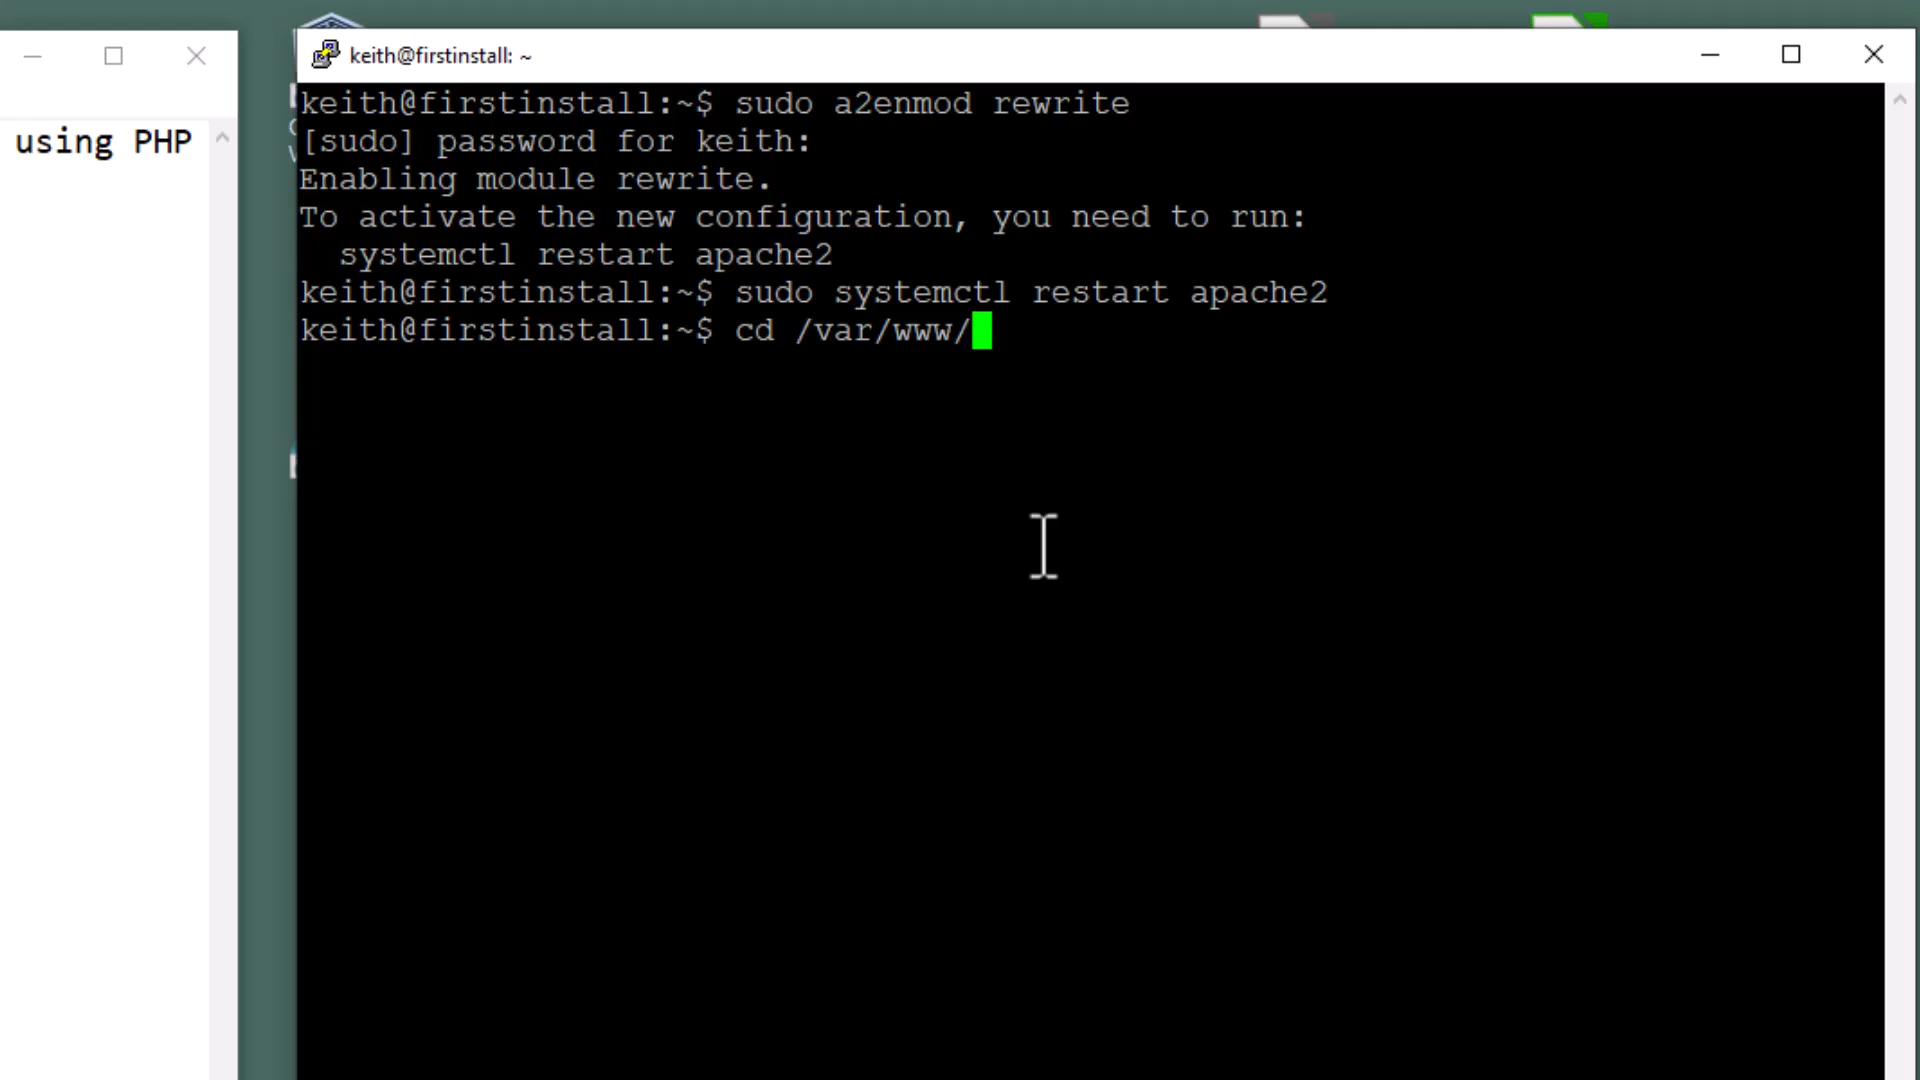 keith@firstinstall: ~
using PHP
keith@firstinstall:~$ sudo a2enmod rewrite
[sudo] password for keith:
Enabling module rewrite.
To activate the new configuration, you need to run:
  systemctl restart apache2
keith@firstinstall:~$ sudo systemctl restart apache2
keith@firstinstall:~$ cd /var/www/